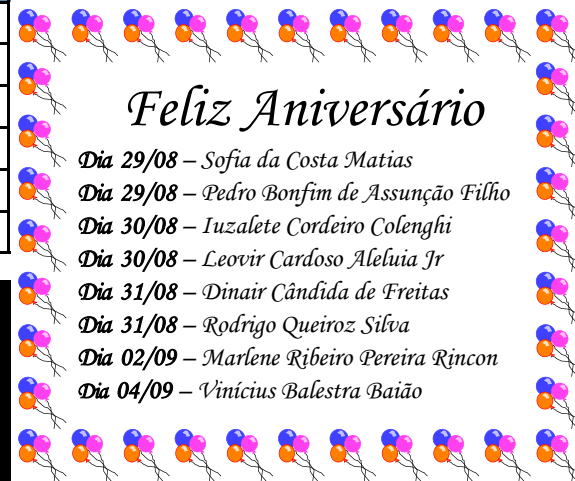 Feliz Aniversário
Dia 29/08 – Sofia da Costa Matias
Dia 29/08 – Pedro Bonfim de Assunção Filho
Dia 30/08 – Iuzalete Cordeiro Colenghi
Dia 30/08 – Leovir Cardoso Aleluia Jr
Dia 31/08 – Dinair Cândida de Freitas
Dia 31/08 – Rodrigo Queiroz Silva
Dia 02/09 – Marlene Ribeiro Pereira Rincon
Dia 04/09 – Vinícius Balestra Baião